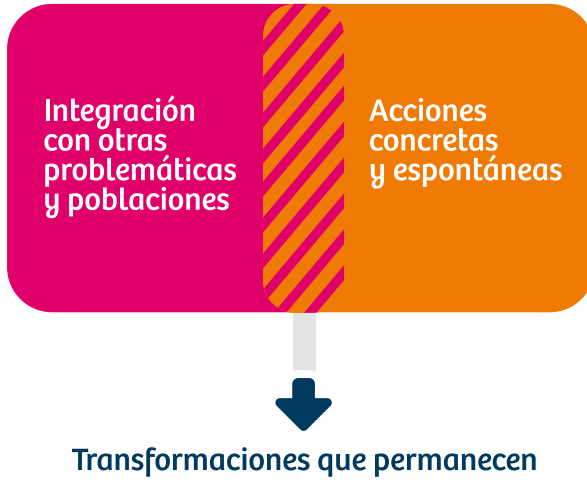 Integración
con otras
problemáticas
y poblaciones
Acciones
concretas
y espontáneas
Transformaciones que permanecen